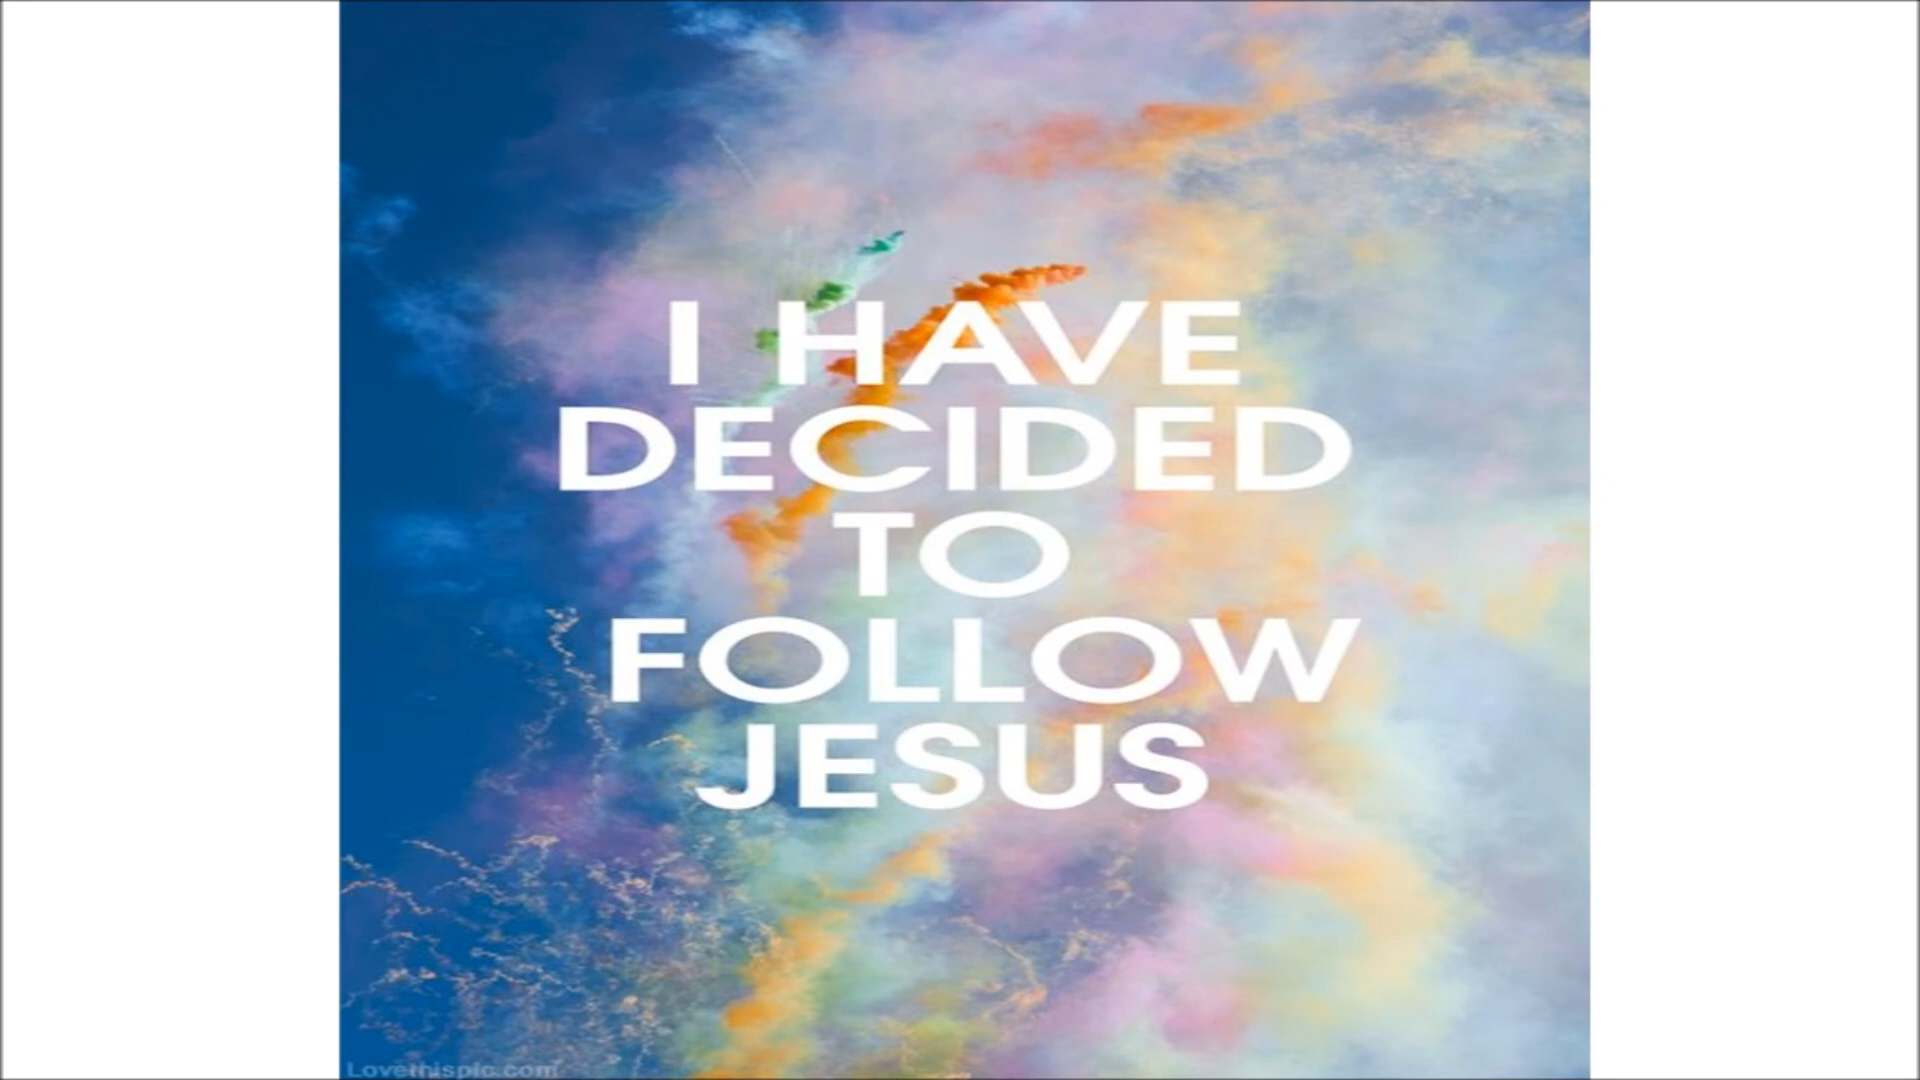 I HAVE
DECIDED
TO
FOLLOW
JESUS
Lovethispic.com